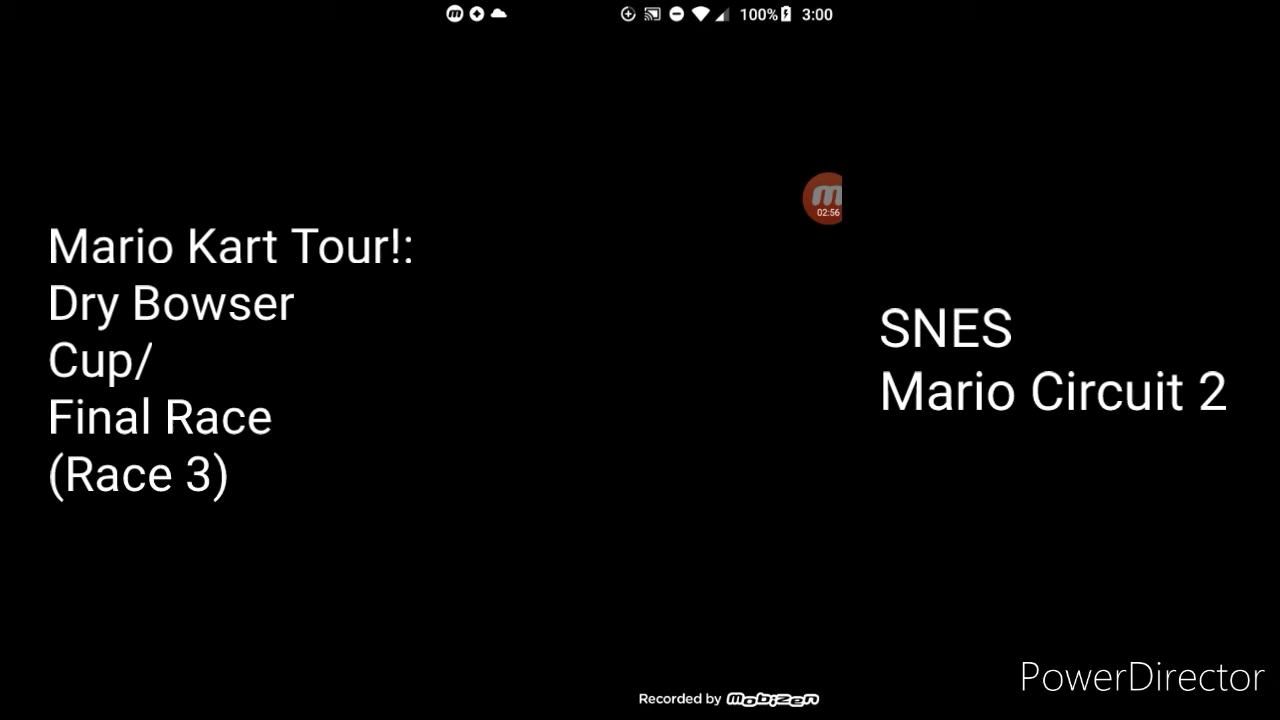 100% 3:00
m
02:56
Mario Kart Tour!:
Dry Bowser
Cup/
Final Race
(Race 3)
SNES
Mario Circuit 2
PowerDirector
Recorded by Mobizen